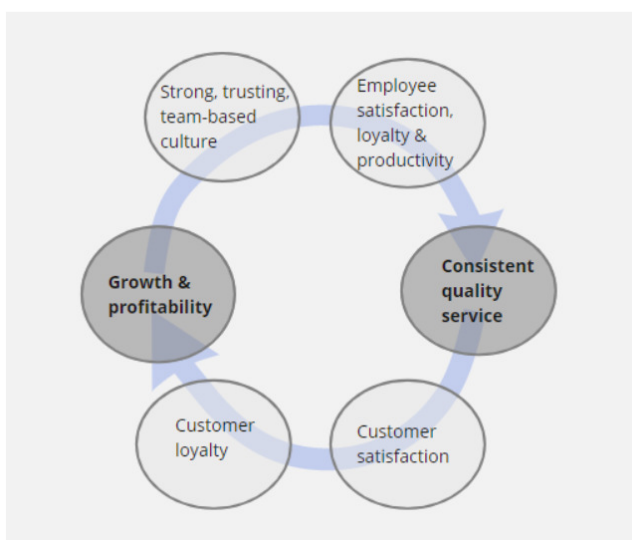 Strong, trusting,
team-based
culture
Employee
satisfaction,
loyalty &
productivity
Consistent
quality
service
Customer
satisfaction
Customer
loyalty
Growth &
profitability